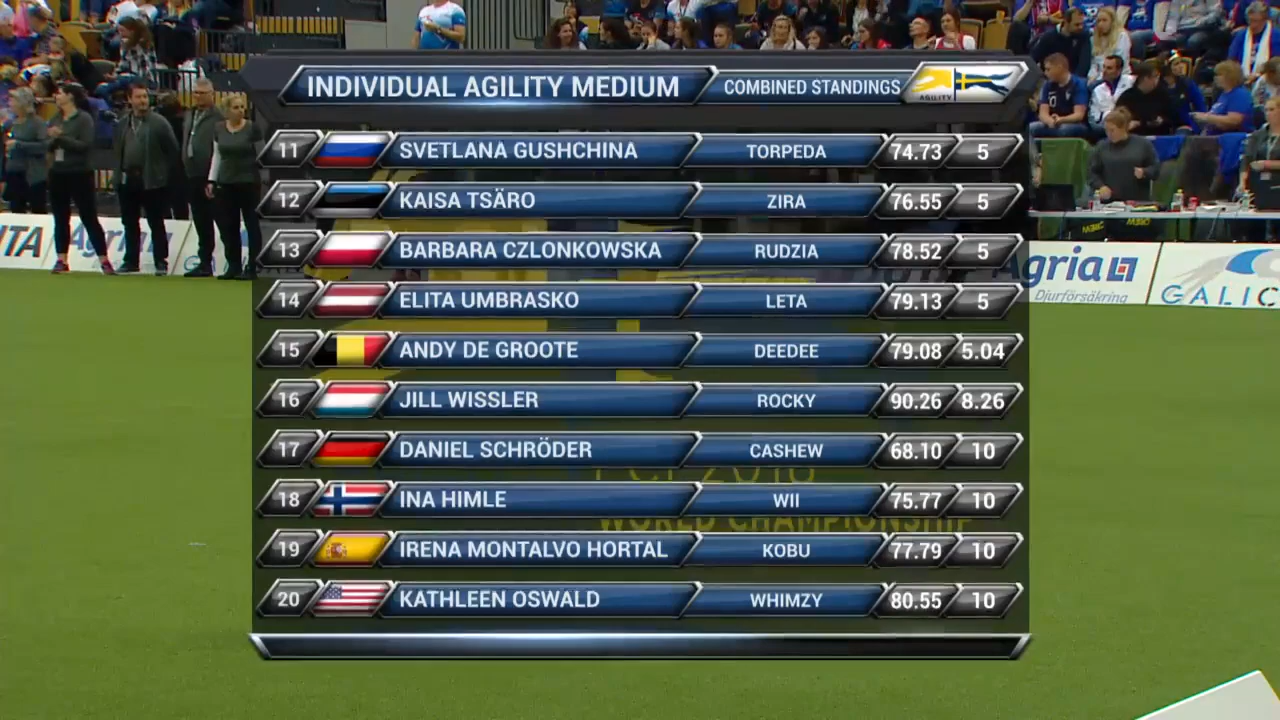 INDIVIDUAL AGILITY MEDIUM COMBINED STANDINGS AGILITY
11 SVETLANA GUSHCHINA TORPEDA 74.73 5
12 KAISA TSÄRO ZIRA 76.55 5
13 BARBARA CZLONKOWSKA RUDZIA 78.52 5
14 ELITA UMBRASKO LETA 79.13 5
15 ANDY DE GROOTE DEEDEE 79.08 5.04
16 JILL WISSLER ROCKY 90.26 8.26
17 DANIEL SCHRÖDER CASHEW 68.10 10
18 INA HIMLE WII 75.77 10
19 IRENA MONTALVO HORTAL KOBU 77.79 10
20 KATHLEEN OSWALD WHIMZY 80.55 10
Agria
Djurförsäkring
GALIC
WORLD CHAMPIONSHIP